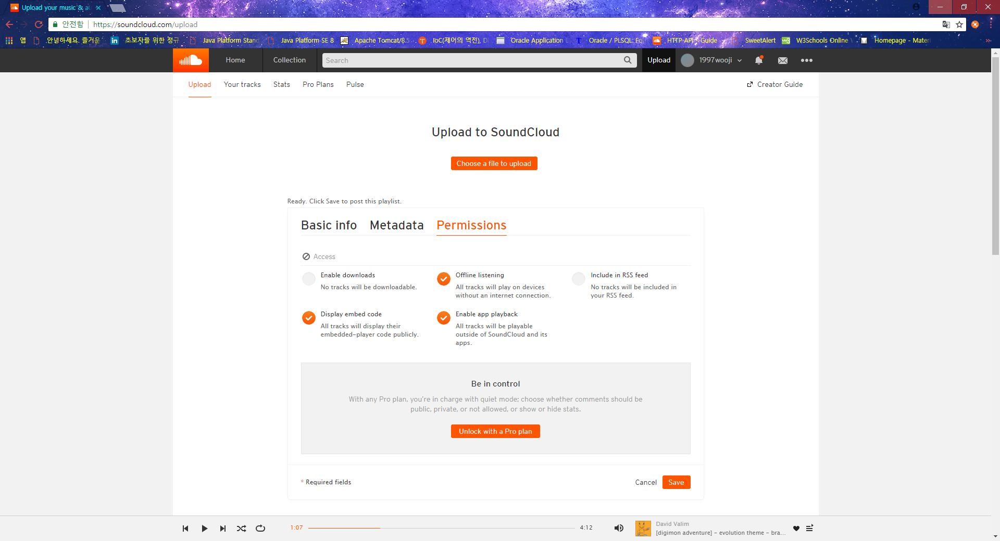 Upload your music & a
안전함 https://soundcloud.com/upload
앱 안녕하세요. 즐거운 초보자를 위한 정규 Java Platform Stand Java Platform SE 8 Apache Tomcat/8.5 IoC(제어의 역전), D Oracle Application Oracle / PLSQL: HTTP API - Guide SweetAlert W3Schools Online Homepage - Materi
Home Collection Search Upload 1997wooji
Upload Your tracks Stats Pro Plans Pulse Creator Guide
Upload to SoundCloud
Choose a file to upload
Ready. Click Save to post this playlist.
Basic info Metadata Permissions
Access
Enable downloads Offline listening Include in RSS feed
No tracks will be downloadable. All tracks will play on devices No tracks will be included in
without an internet connection. your RSS feed.
Display embed code Enable app playback
All tracks will display their All tracks will be playable
embedded-player code publicly. outside of SoundCloud and its
apps.
Be in control
With any Pro plan, you're in charge with quiet mode; choose whether comments should be
public, private, or not allowed, or show or hide stats.
Unlock with a Pro plan
* Required fields Cancel Save
David Valim
1:07 4:12 [digimon adventure] - evolution theme - bra...